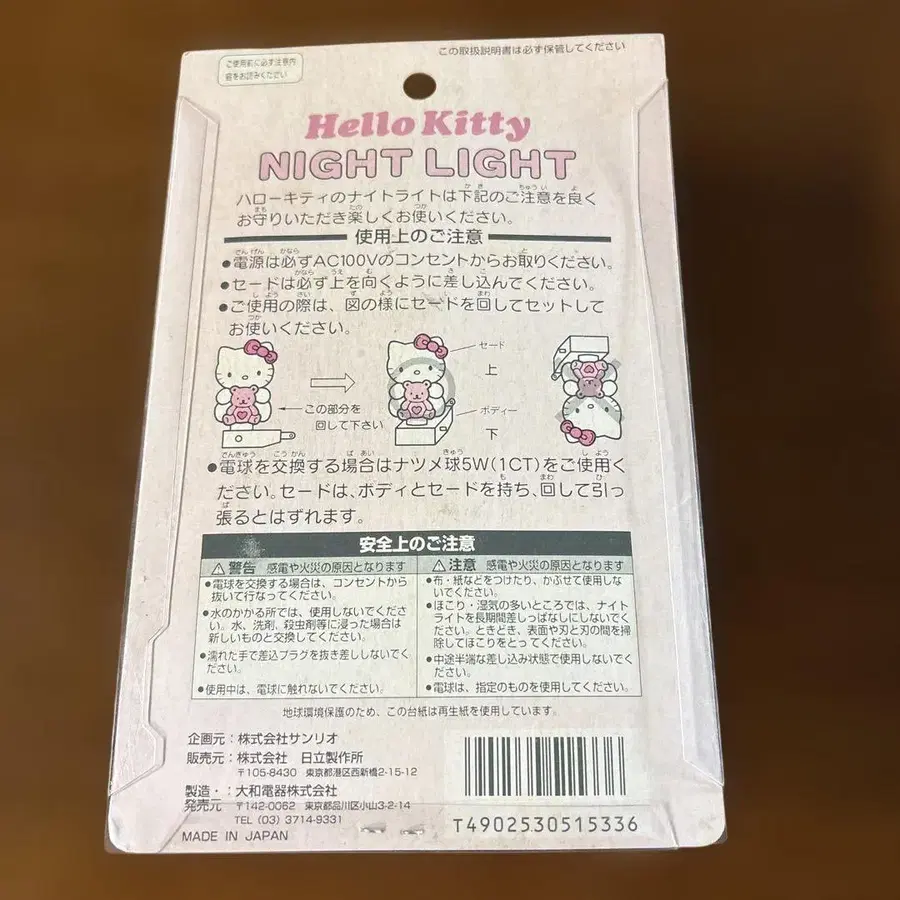 この取扱説明書は必ず保管してください
ご使用前に必ず注意内
容をお読みください
Hello Kitty
NIGHT LIGHT
ハローキティのナイトライトは下記のご注意を良く
お守りいただき楽しくお使いください。
使用上のご注意
●電源は必ずAC100Vのコンセントからお取りください。
●セードは必ず上を向くように差し込んでください。
●ご使用の際は、図の様にセードを回してセットして
お使いください。
セード
上
この部分を
回して下さい
ボディー
下
●電球を交換する場合はナツメ球5W(1CT)をご使用く
ださい。セードは、ボディとセードを持ち、回して引っ
張るとはずれます。
安全上のご注意
⚠警告 感電や火災の原因となります
●電球を交換する場合は、コンセントから
抜いて行なってください。
●水のかかる所では、使用しないでくださ
い。水、洗剤、殺虫剤等に浸った場合は
新しいものと交換してください。
●濡れた手で差込プラグを抜き差ししないでく
ださい。
●使用中は、電球に触れないでください。
⚠注意 感電や火災の原因となります
●布・紙などをつけたり、かぶせて使用しな
いでください。
●ほこり・湿気の多いところでは、ナイト
ライトを長期間差しっぱなしにしないでく
ださい。ときどき、表面や刃と刃の間を掃
除してほこりをとってください。
●中途半端な差し込み状態で使用しないでく
ださい。
●電球は、指定のものを使用してください。
地球環境保護のため、この台紙は再生紙を使用しています。
企画元：株式会社サンリオ
販売元：株式会社 日立製作所
〒105-8430 東京都港区西新橋2-15-12
製造・：大和電器株式会社
発売元 〒142-0062 東京都品川区小山3-2-14
TEL (03) 3714-9331
MADE IN JAPAN
T4902530515336